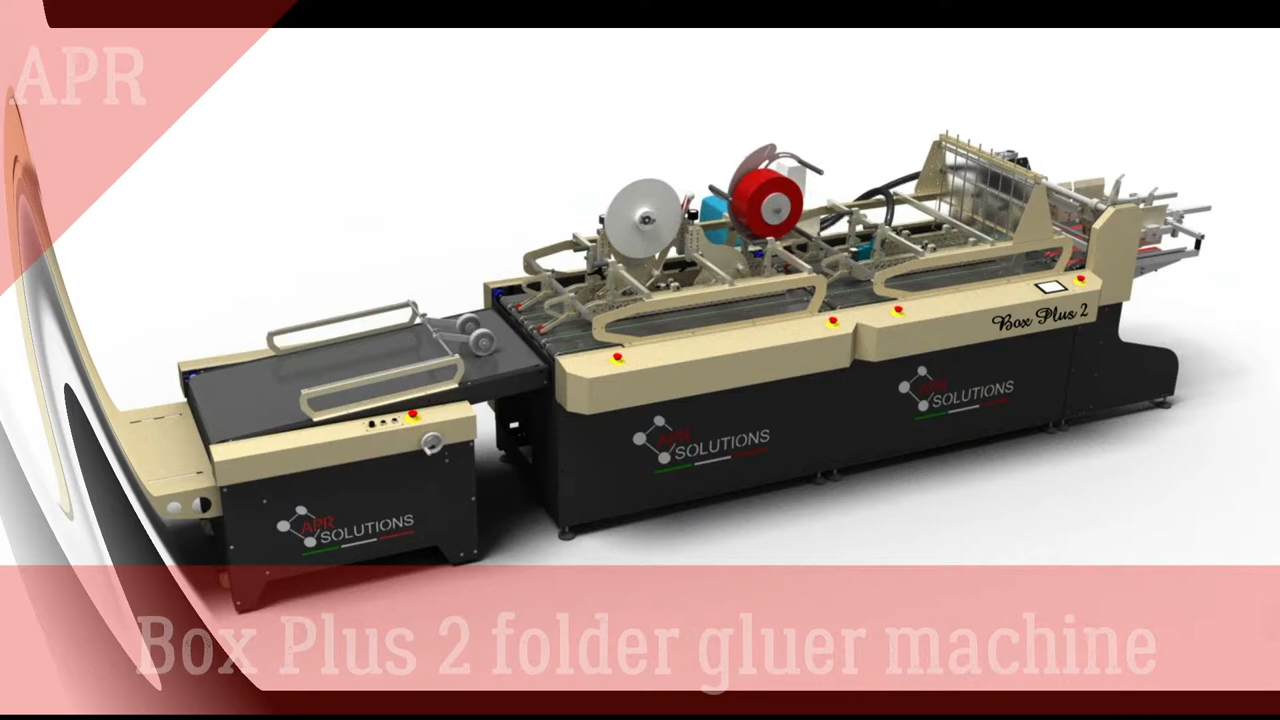 APR
Box Plus 2
APR
SOLUTIONS
APR
SOLUTIONS
APR
SOLUTIONS
Box Plus 2 folder gluer machine